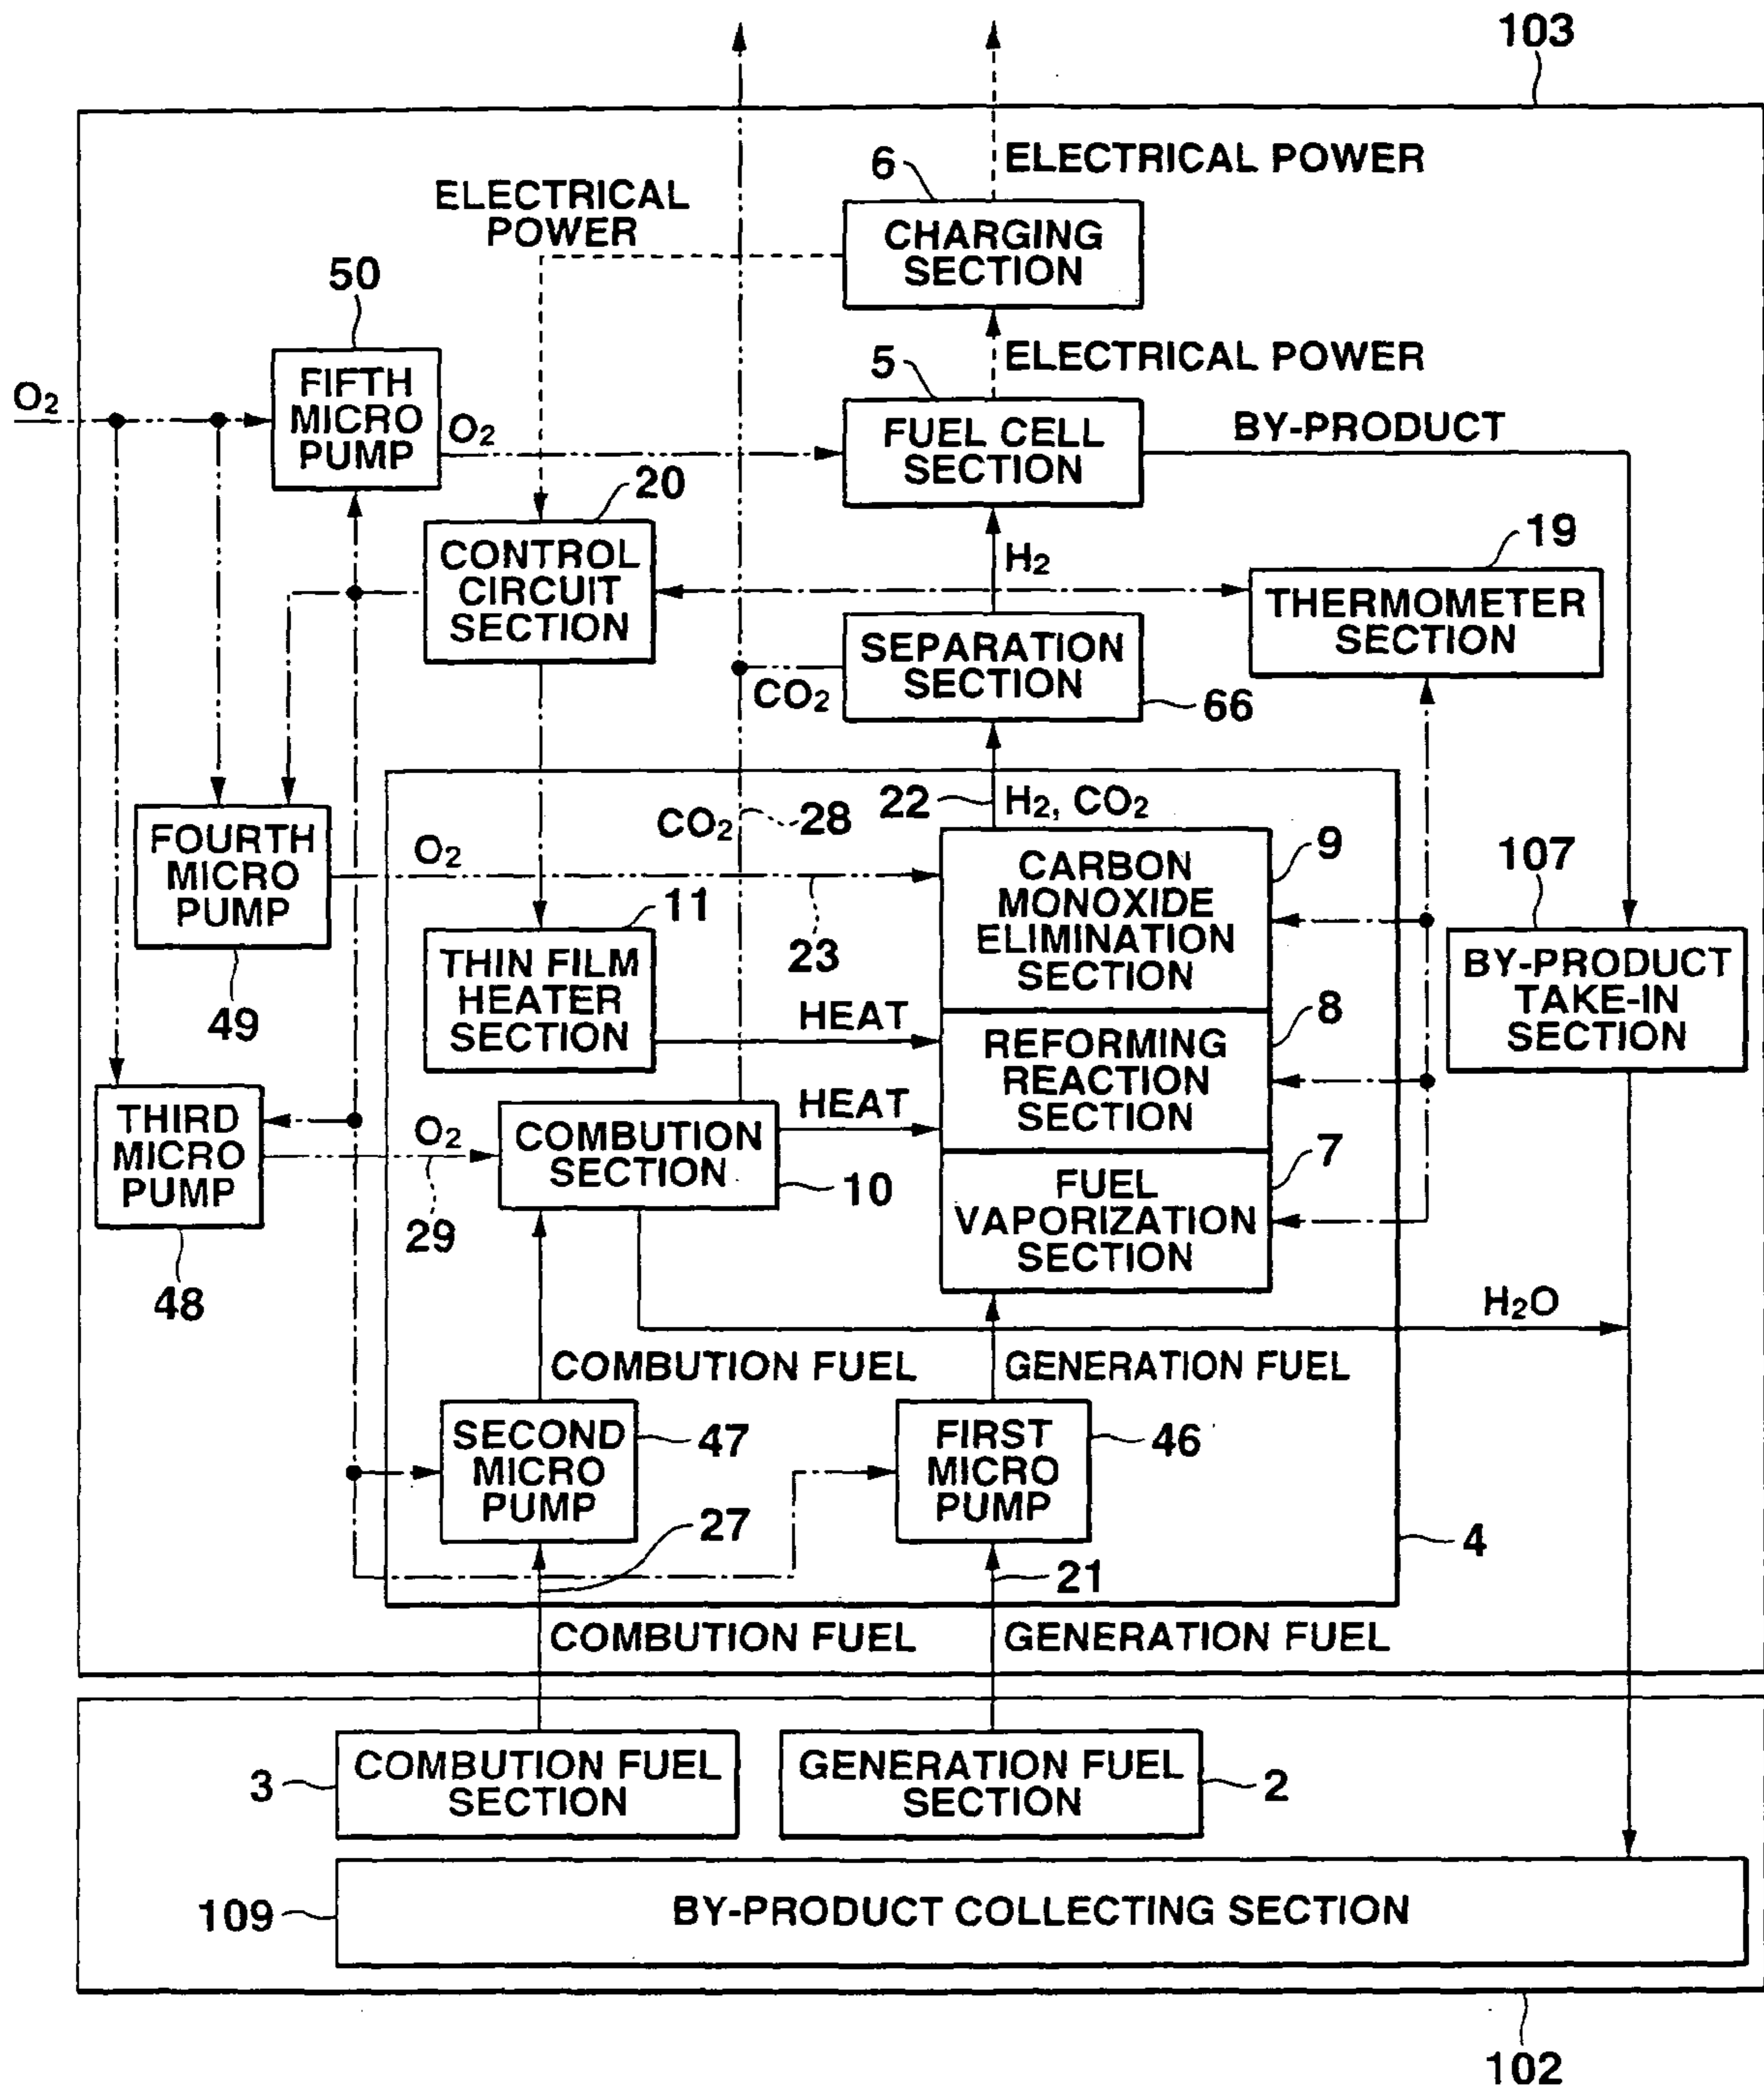 103
6
ELECTRICAL POWER
ELECTRICAL
POWER
CHARGING
SECTION
50
5
ELECTRICAL POWER
O2
FIFTH
MICRO
PUMP
O2
FUEL CELL
SECTION
BY-PRODUCT
20
CONTROL
CIRCUIT
SECTION
H2
19
THERMOMETER
SECTION
SEPARATION
SECTION
CO2
66
22
H2, CO2
CO2
28
FOURTH
MICRO
PUMP
O2
CARBON
MONOXIDE
ELIMINATION
SECTION
9
107
11
23
49
THIN FILM
HEATER
SECTION
HEAT
BY-PRODUCT
TAKE-IN
SECTION
8
REFORMING
REACTION
SECTION
THIRD
MICRO
PUMP
O2
HEAT
COMBUTION
SECTION
10
29
7
FUEL
VAPORIZATION
SECTION
48
H2O
COMBUTION FUEL
GENERATION FUEL
SECOND
MICRO
PUMP
47
FIRST
MICRO
PUMP
46
27
21
4
COMBUTION FUEL
GENERATION FUEL
3
COMBUTION FUEL
SECTION
GENERATION FUEL
SECTION
2
109
BY-PRODUCT COLLECTING SECTION
102